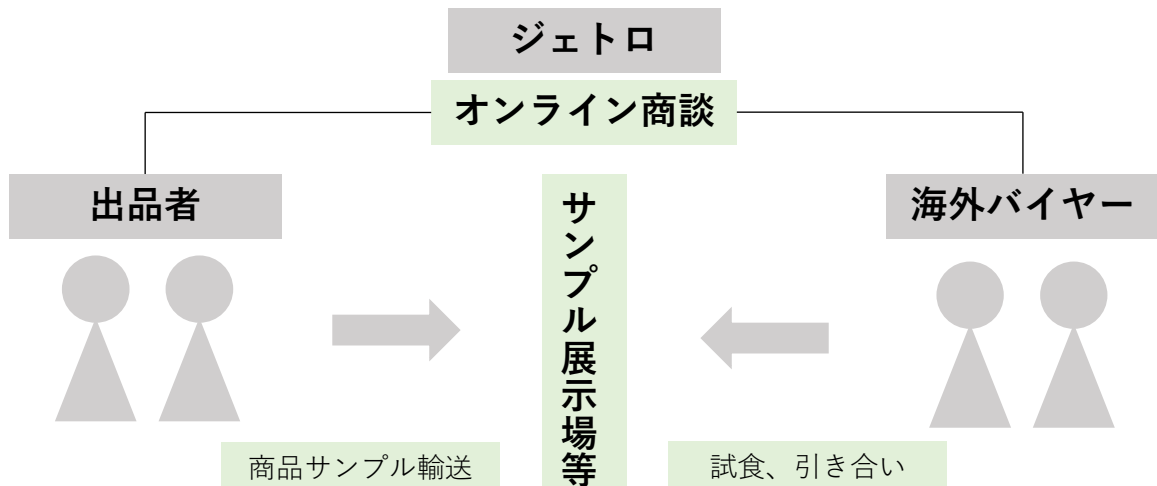 ジェトロ
オンライン商談
出品者
海外バイヤー
サンプル展示場等
商品サンプル輸送
試食、引き合い